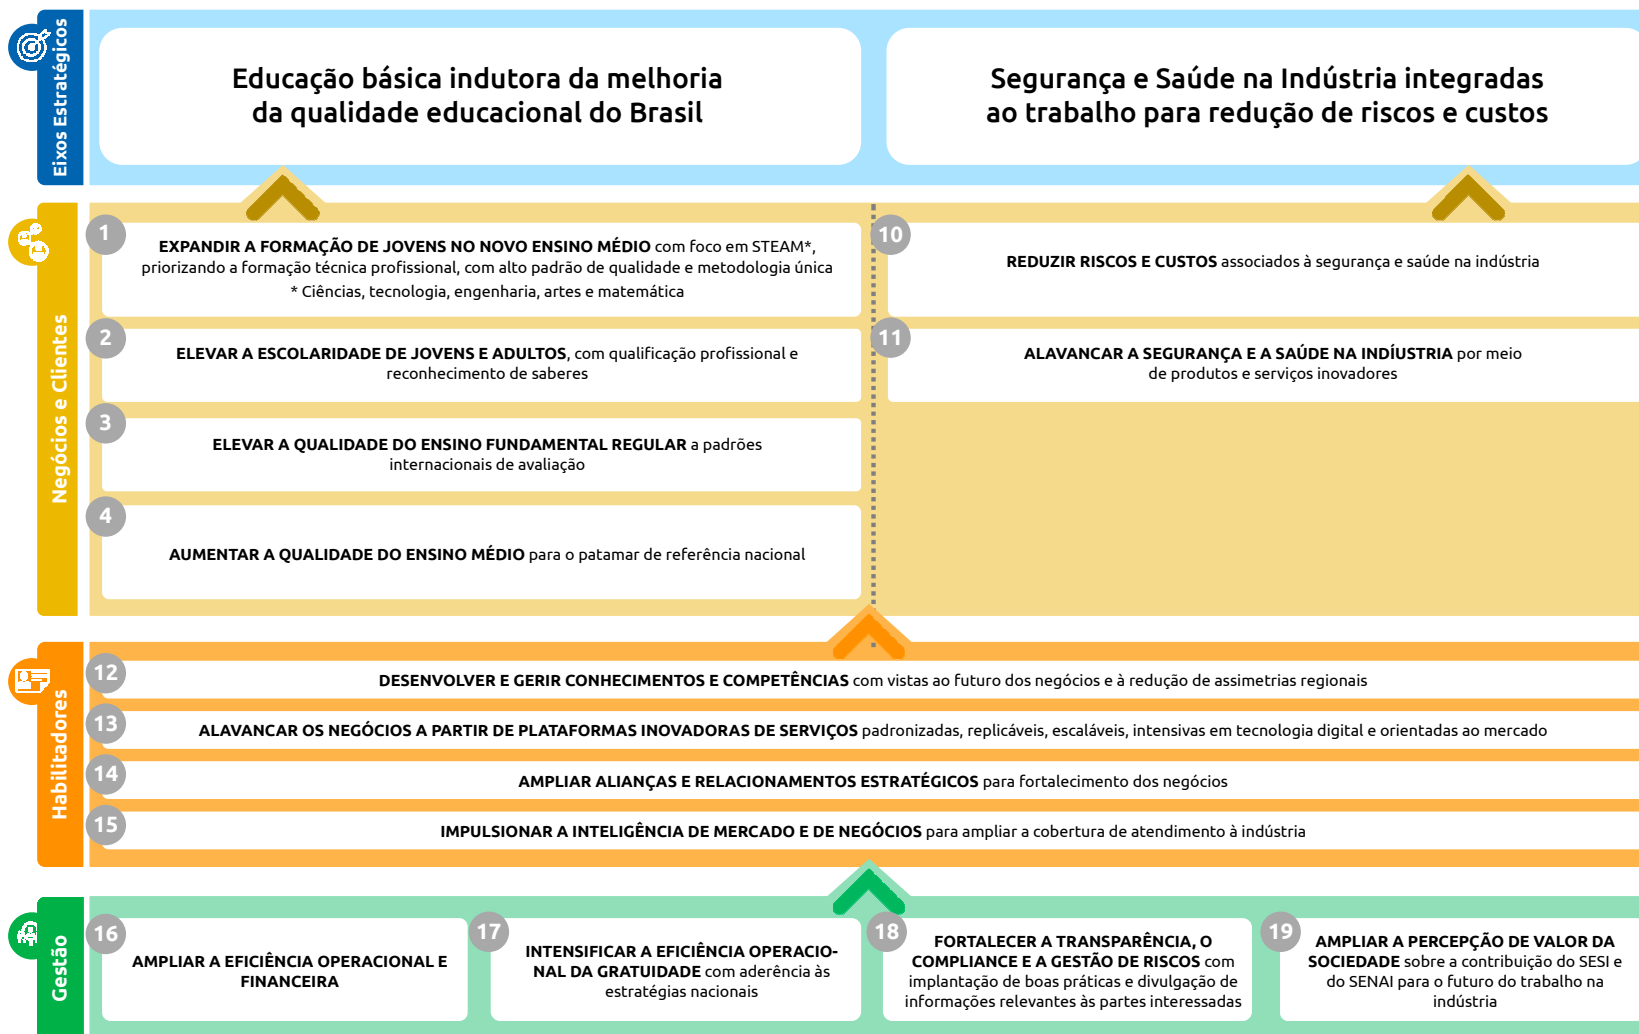 Eixos Estratégicos
Educação básica indutora da melhoria
da qualidade educacional do Brasil
Segurança e Saúde na Indústria integradas
ao trabalho para redução de riscos e custos
Negócios e Clientes
1
EXPANDIR A FORMAÇÃO DE JOVENS NO NOVO ENSINO MÉDIO com foco em STEAM*,
priorizando a formação técnica profissional, com alto padrão de qualidade e metodologia única
* Ciências, tecnologia, engenharia, artes e matemática
2
ELEVAR A ESCOLARIDADE DE JOVENS E ADULTOS, com qualificação profissional e
reconhecimento de saberes
3
ELEVAR A QUALIDADE DO ENSINO FUNDAMENTAL REGULAR a padrões
internacionais de avaliação
4
AUMENTAR A QUALIDADE DO ENSINO MÉDIO para o patamar de referência nacional
10
REDUZIR RISCOS E CUSTOS associados à segurança e saúde na indústria
11
ALAVANCAR A SEGURANÇA E A SAÚDE NA INDÍUSTRIA por meio
de produtos e serviços inovadores
Habilitadores
12
DESENVOLVER E GERIR CONHECIMENTOS E COMPETÊNCIAS com vistas ao futuro dos negócios e à redução de assimetrias regionais
13
ALAVANCAR OS NEGÓCIOS A PARTIR DE PLATAFORMAS INOVADORAS DE SERVIÇOS padronizadas, replicáveis, escaláveis, intensivas em tecnologia digital e orientadas ao mercado
14
AMPLIAR ALIANÇAS E RELACIONAMENTOS ESTRATÉGICOS para fortalecimento dos negócios
15
IMPULSIONAR A INTELIGÊNCIA DE MERCADO E DE NEGÓCIOS para ampliar a cobertura de atendimento à indústria
Gestão
16
AMPLIAR A EFICIÊNCIA OPERACIONAL E
FINANCEIRA
17
INTENSIFICAR A EFICIÊNCIA OPERACIO-
NAL DA GRATUIDADE com aderência às
estratégias nacionais
18
FORTALECER A TRANSPARÊNCIA, O
COMPLIANCE E A GESTÃO DE RISCOS com
implantação de boas práticas e divulgação de
informações relevantes às partes interessadas
19
AMPLIAR A PERCEPÇÃO DE VALOR DA
SOCIEDADE sobre a contribuição do SESI e
do SENAI para o futuro do trabalho na
indústria